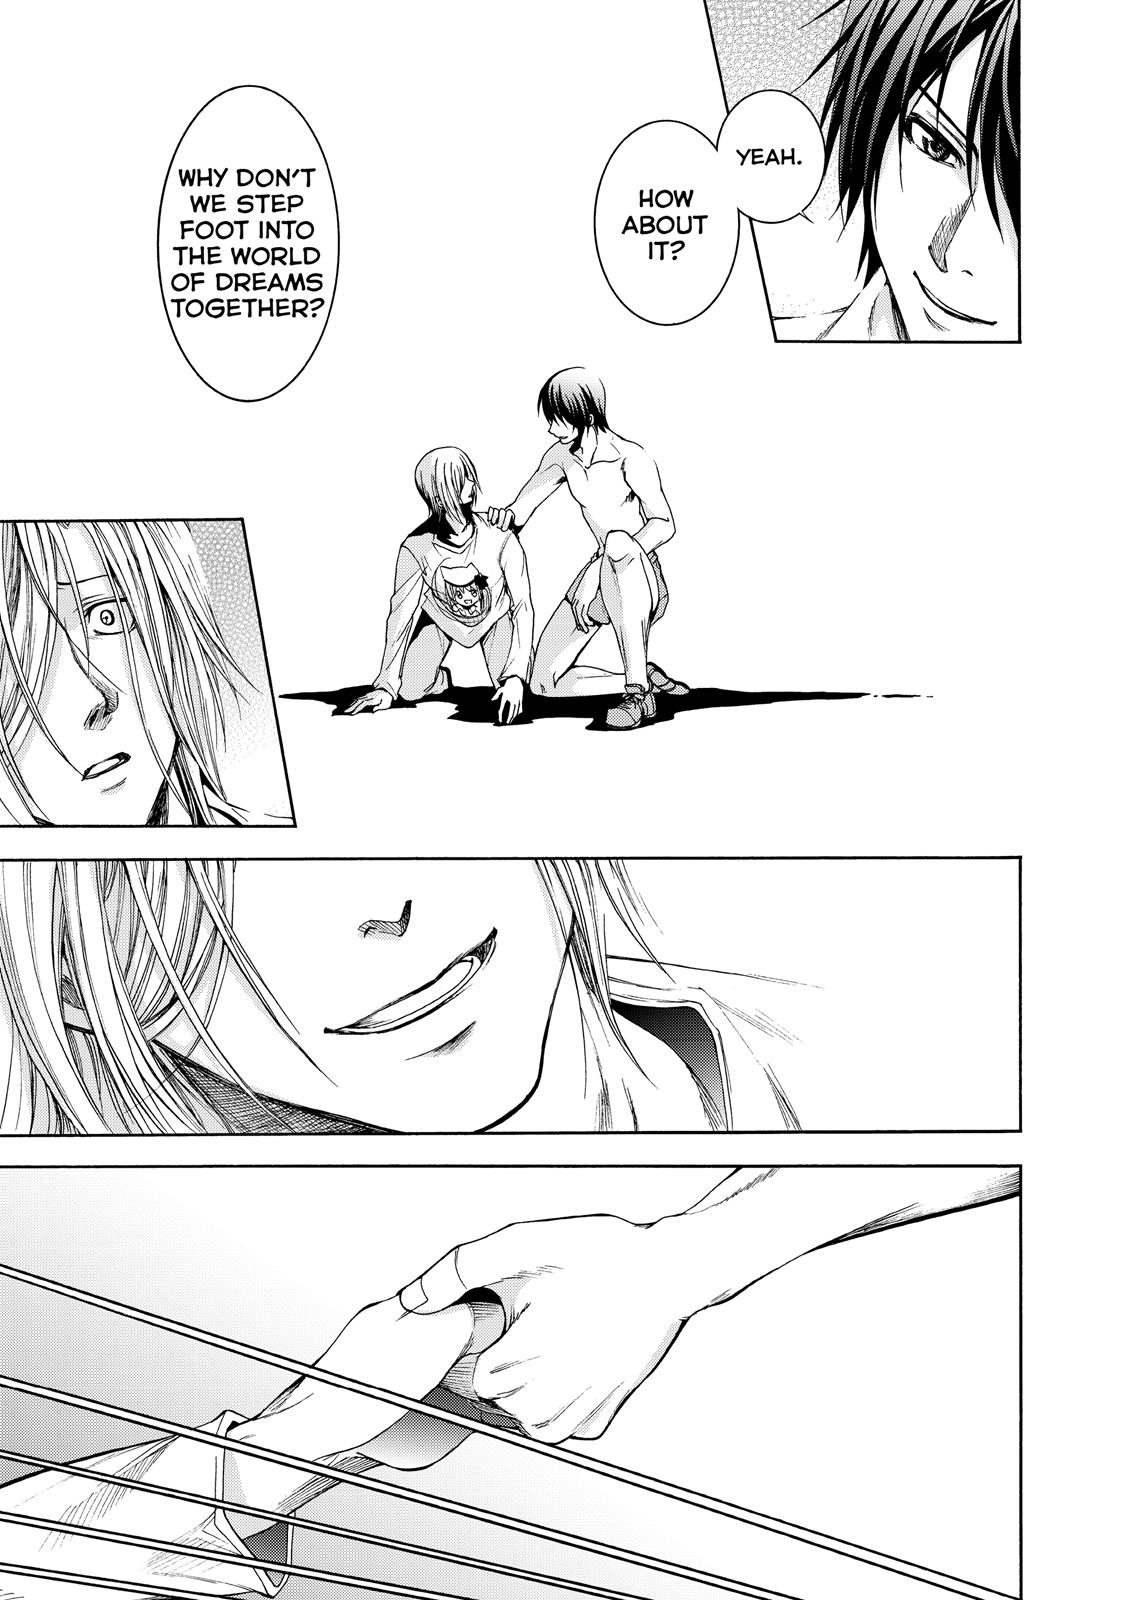 YEAH.
HOW
ABOUT
IT?
WHY DON'T
WE STEP
FOOT INTO
THE WORLD
OF DREAMS
TOGETHER?